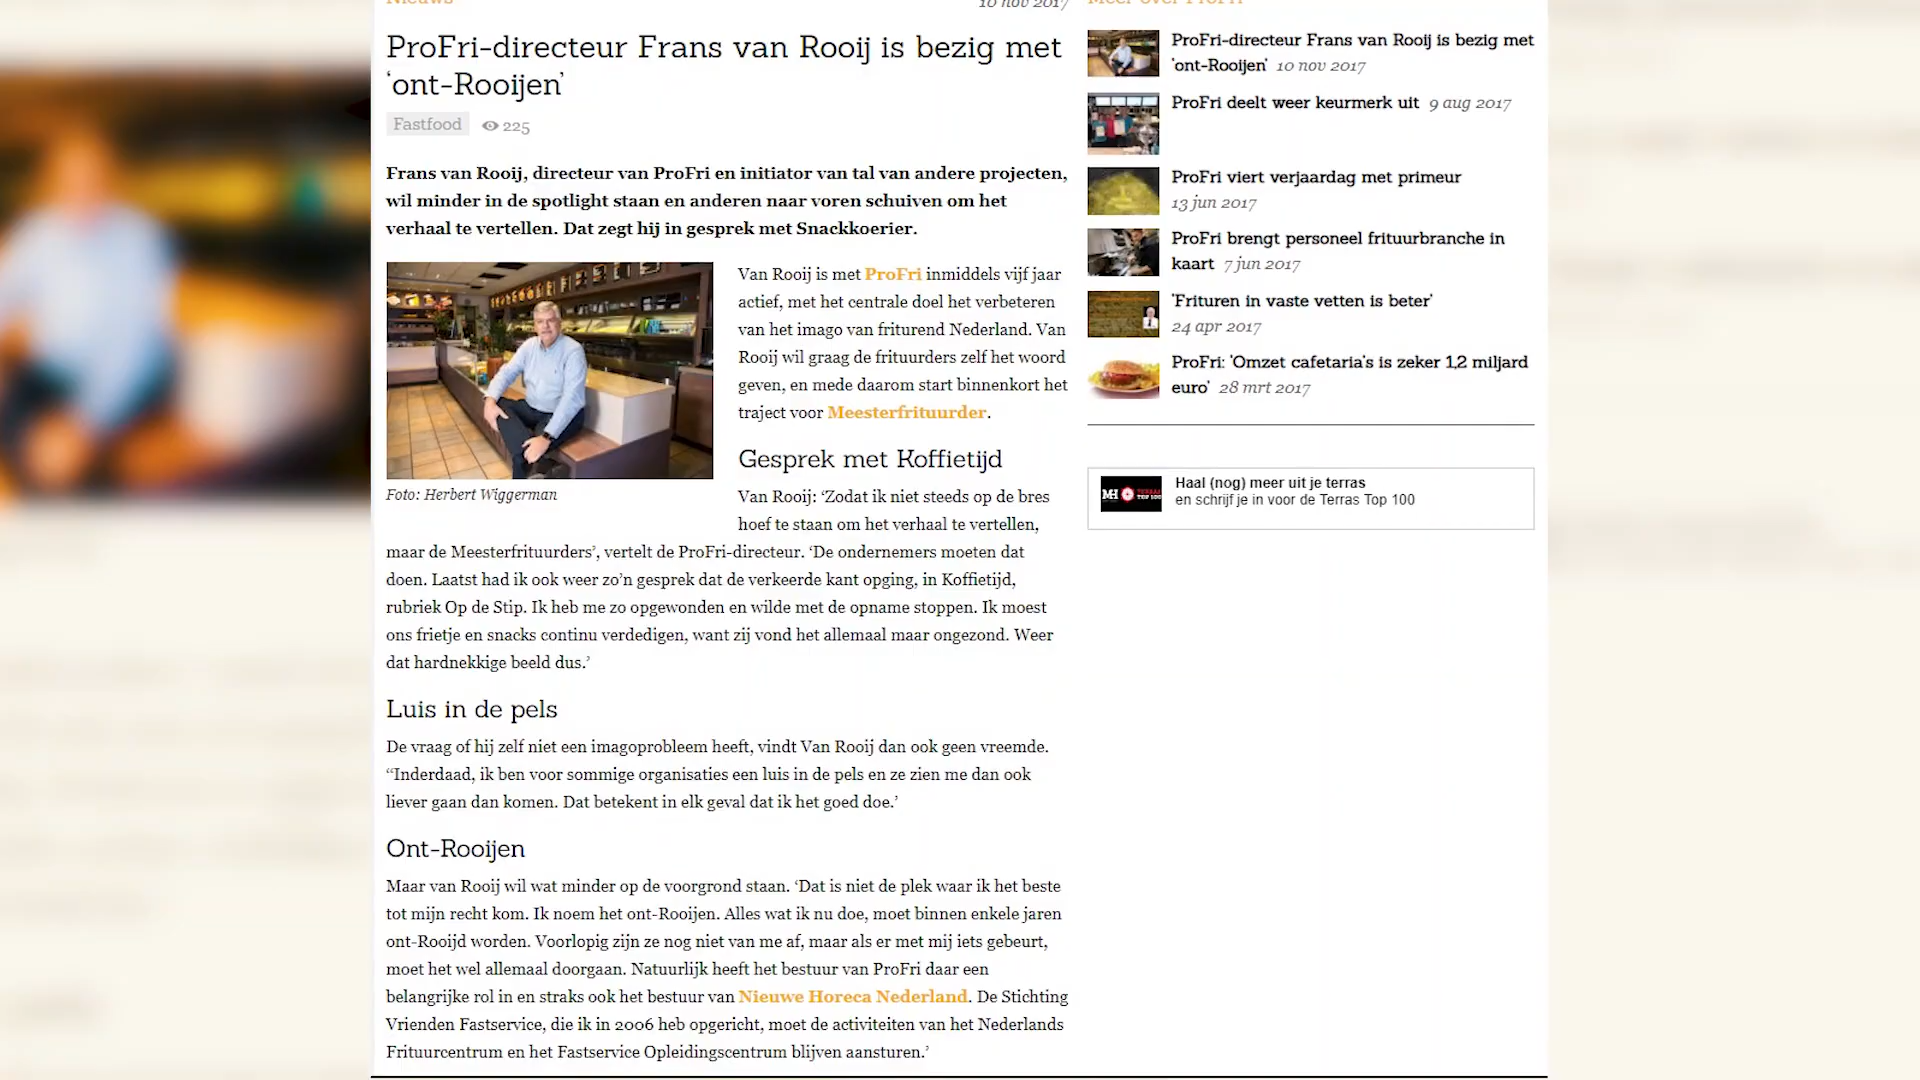 Nieuws
10 nov 2017
ProFri-directeur Frans van Rooij is bezig met
‘ont-Rooijen’
Fastfood 225
Frans van Rooij, directeur van ProFri en initiator van tal van andere projecten,
wil minder in de spotlight staan en anderen naar voren schuiven om het
verhaal te vertellen. Dat zegt hij in gesprek met Snackkoerier.
Van Rooij is met ProFri inmiddels vijf jaar
actief, met het centrale doel het verbeteren
van het imago van friturend Nederland. Van
Rooij wil graag de frituurders zelf het woord
geven, en mede daarom start binnenkort het
traject voor Meesterfrituurder.
Foto: Herbert Wiggerman
Gesprek met Koffietijd
Van Rooij: ‘Zodat ik niet steeds op de bres
hoef te staan om het verhaal te vertellen,
maar de Meesterfrituurders’, vertelt de ProFri-directeur. ‘De ondernemers moeten dat
doen. Laatst had ik ook weer zo’n gesprek dat de verkeerde kant opging, in Koffietijd,
rubriek Op de Stip. Ik heb me zo opgewonden en wilde met de opname stoppen. Ik moest
ons frietje en snacks continu verdedigen, want zij vond het allemaal maar ongezond. Weer
dat hardnekkige beeld dus.’
Luis in de pels
De vraag of hij zelf niet een imagoprobleem heeft, vindt Van Rooij dan ook geen vreemde.
“Inderdaad, ik ben voor sommige organisaties een luis in de pels en ze zien me dan ook
liever gaan dan komen. Dat betekent in elk geval dat ik het goed doe.’
Ont-Rooijen
Maar van Rooij wil wat minder op de voorgrond staan. ‘Dat is niet de plek waar ik het beste
tot mijn recht kom. Ik noem het ont-Rooijen. Alles wat ik nu doe, moet binnen enkele jaren
ont-Rooijd worden. Voorlopig zijn ze nog niet van me af, maar als er met mij iets gebeurt,
moet het wel allemaal doorgaan. Natuurlijk heeft het bestuur van ProFri daar een
belangrijke rol in en straks ook het bestuur van Nieuwe Horeca Nederland. De Stichting
Vrienden Fastservice, die ik in 2006 heb opgericht, moet de activiteiten van het Nederlands
Frituurcentrum en het Fastservice Opleidingscentrum blijven aansturen.’
Meer over ProFri
ProFri-directeur Frans van Rooij is bezig met
'ont-Rooijen' 10 nov 2017
ProFri deelt weer keurmerk uit 9 aug 2017
ProFri viert verjaardag met primeur
13 jun 2017
ProFri brengt personeel frituurbranche in
kaart 7 jun 2017
'Frituren in vaste vetten is beter'
24 apr 2017
ProFri: 'Omzet cafetaria's is zeker 1,2 miljard
euro' 28 mrt 2017
MH TERRAS TOP 100
Haal (nog) meer uit je terras
en schrijf je in voor de Terras Top 100